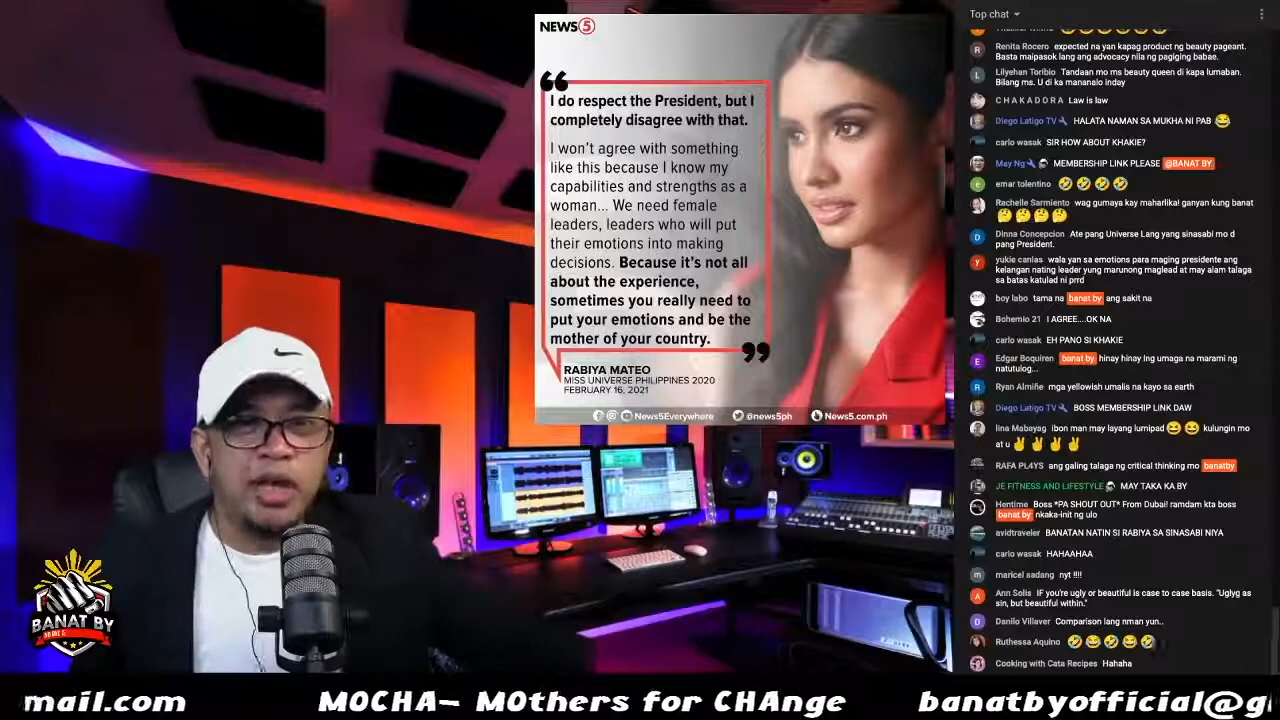 NEWS 5
I do respect the President, but I
completely disagree with that.
I won't agree with something
like this because I know my
capabilities and strengths as a
woman... We need female
leaders, leaders who will put
their emotions into making
decisions. Because it's not all
about the experience,
sometimes you really need to
put your emotions and be the
mother of your country.
RABIYA MATEO
MISS UNIVERSE PHILIPPINES 2020
FEBRUARY 16, 2021
News5Everywhere @news5ph News5.com.ph
BANAT BY
Top chat
Renita Rocero expected na yan kapag product ng beauty pageant.
Basta maipasok lang ang advocacy nila ng pagiging babae.
Lilyehan Toribio Tandaan mo ms beauty queen di kapa lumaban.
Bilang ms. U di ka mananalo inday
C H A K A D O R A Law is law
Diego Latigo TV HALATA NAMAN SA MUKHA NI PAB 😂
carlo wasak SIR HOW ABOUT KHAKIE?
May Ng MEMBERSHIP LINK PLEASE @BANAT BY
emar tolentino 🤣🤣🤣🤣
Rachelle Sarmiento wag gumaya kay maharlika! ganyan kung banat
🤔🤔🤔🤔
Dinna Concepcion Ate pang Universe Lang yang sinasabi mo d
pang President.
yukie canlas wala yan sa emotions para maging presidente ang
kelangan nating leader yung marunong maglead at may alam talaga
sa batas katulad ni prrd
boy labo tama na banat by ang sakit na
Bohemio 21 I AGREE....OK NA
carlo wasak EH PANO SI KHAKIE
Edgar Boquiren banat by hinay hinay lng umaga na marami ng
natutulog...
Ryan Almiñe mga yellowish umalis na kayo sa earth
Diego Latigo TV BOSS MEMBERSHIP LINK DAW
lina Mabayag ibon man may layang lumipad 😂 😂 kulungin mo
at u ✌ ✌ ✌ ✌
RAFA PL4YS ang galing talaga ng critical thinking mo banatby
JE FITNESS AND LIFESTYLE MAY TAKA KA BY
Hentime Boss *PA SHOUT OUT* From Dubai! ramdam kta boss
banat by nkaka-init ng ulo
avidtraveler BANATAN NATIN SI RABIYA SA SINASABI NIYA
carlo wasak HAHAAHAA
maricel sadang nyt !!!!
Ann Solis IF you're ugly or beautiful is case to case basis. "Uglyg as
sin, but beautiful within."
Danilo Villaver Comparison lang nman yun..
Ruthessa Aquino 🤣😂🤣😂🤣
Cooking with Cata Recipes Hahaha
mail.com MOCHA- MOthers for CHAnge banatbyofficial@g